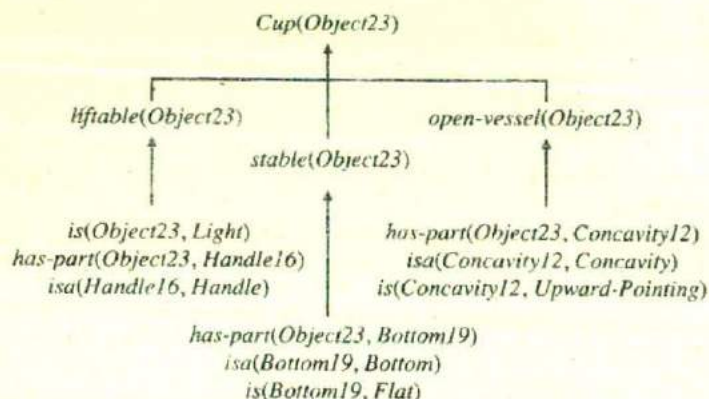 Cup(Object23)
liftable(Object23)
open-vessel(Object23)
stable(Object23)
is(Object23, Light)
has-part(Object23, Handle16)
isa(Handle16, Handle)
has-part(Object23, Concavity12)
isa(Concavity12, Concavity)
is(Concavity12, Upward-Pointing)
has-part(Object23, Bottom19)
isa(Bottom19, Bottom)
is(Bottom19, Flat)